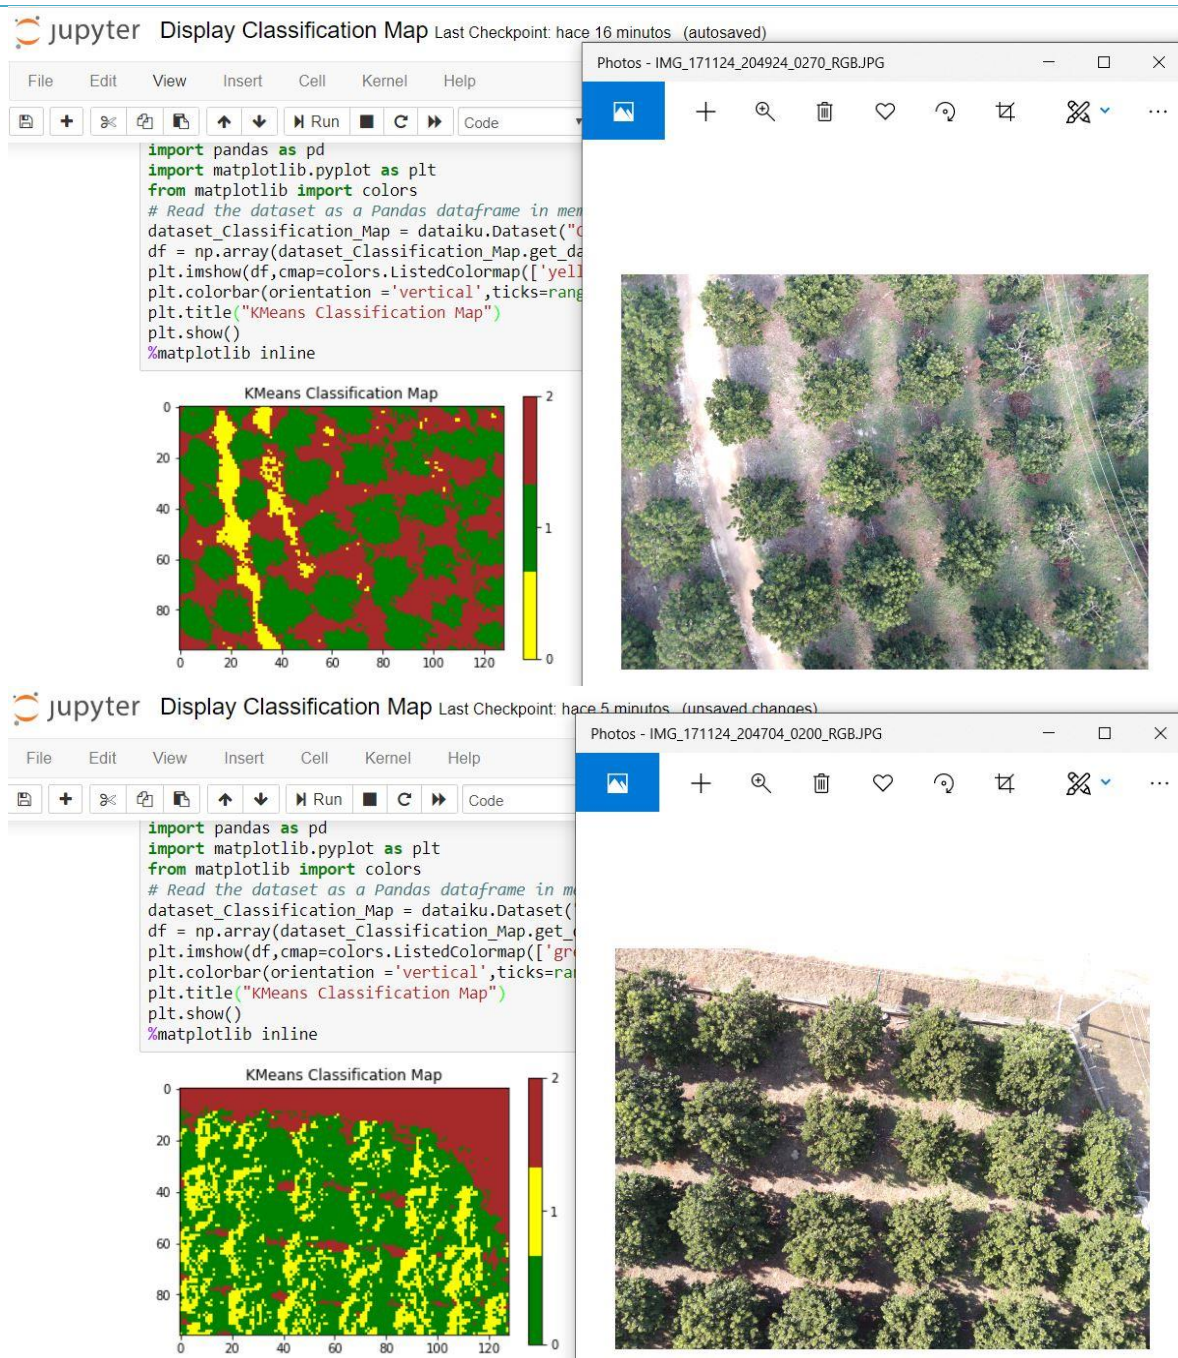 jupyter Display Classification Map Last Checkpoint: hace 16 minutos (autosaved)
File Edit View Insert Cell Kernel Help
Run Code
import pandas as pd
import matplotlib.pyplot as plt
from matplotlib import colors
# Read the dataset as a Pandas dataframe in mem
dataset_Classification_Map = dataiku.Dataset("C
df = np.array(dataset_Classification_Map.get_da
plt.imshow(df,cmap=colors.ListedColormap(['yell
plt.colorbar(orientation ='vertical',ticks=rang
plt.title("KMeans Classification Map")
plt.show()
%matplotlib inline
KMeans Classification Map
0
20
40
60
80
0 20 40 60 80 100 120
2
1
0
Photos - IMG_171124_204924_0270_RGB.JPG
jupyter Display Classification Map Last Checkpoint: hace 5 minutos (unsaved changes)
File Edit View Insert Cell Kernel Help
Run Code
import pandas as pd
import matplotlib.pyplot as plt
from matplotlib import colors
# Read the dataset as a Pandas dataframe in m
dataset_Classification_Map = dataiku.Dataset(
df = np.array(dataset_Classification_Map.get_
plt.imshow(df,cmap=colors.ListedColormap(['gr
plt.colorbar(orientation ='vertical',ticks=ra
plt.title("KMeans Classification Map")
plt.show()
%matplotlib inline
KMeans Classification Map
0
20
40
60
80
0 20 40 60 80 100 120
2
1
0
Photos - IMG_171124_204704_0200_RGB.JPG